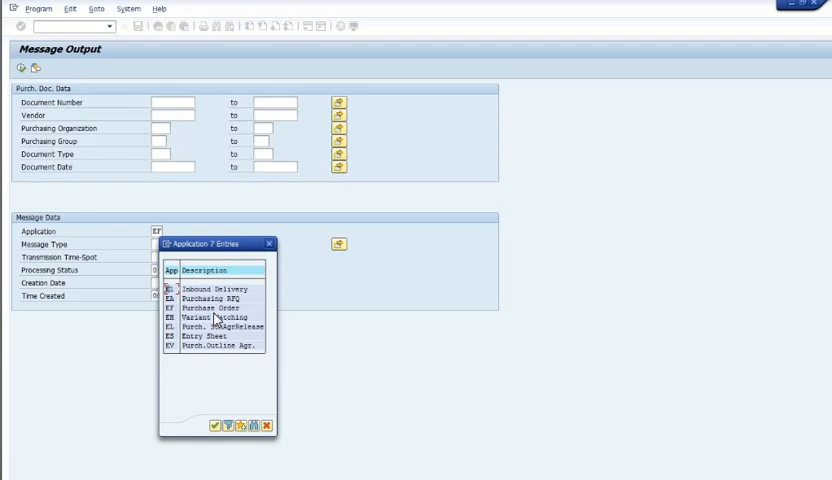 Program Edit Goto System Help
Message Output
Purch. Doc. Data
Document Number to
Vendor to
Purchasing Organization to
Purchasing Group to
Document Type to
Document Date to
Message Data
Application EF
Message Type
Transmission Time-Spot
Processing Status 0
Creation Date
Time Created 00
Application 7 Entries
App Description
E1 Inbound Delivery
EA Purchasing RFQ
EF Purchase Order
EH Variant
EL Purch.
ES Entry Sheet
EV Purch.Outline Agr.